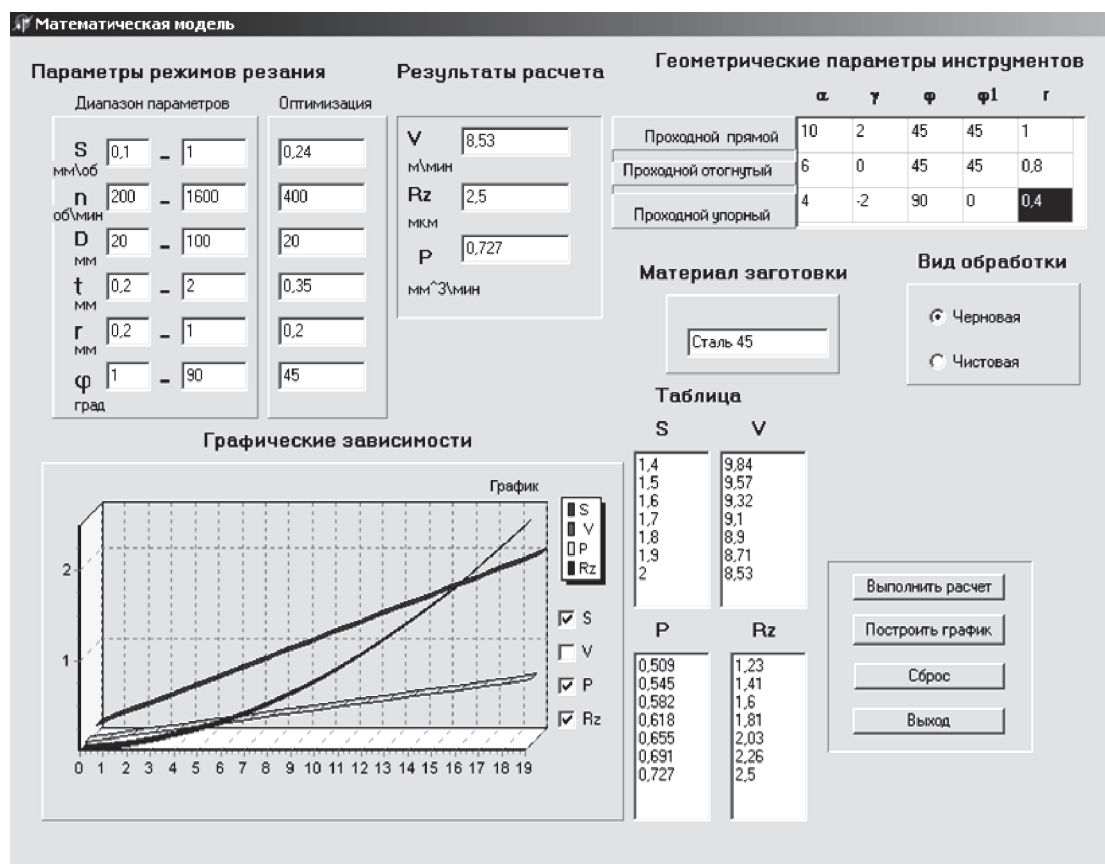 Математическая модель
Параметры режимов резания
Диапазон параметров
Оптимизация
S 0,1 - 1 0,24
мм\об
n 200 - 1600 400
об\мин
D 20 - 100 20
мм
t 0,2 - 2 0,35
мм
r 0,2 - 1 0,2
мм
φ 1 - 90 45
град
Результаты расчета
V 8,53
м\мин
Rz 2,5
мкм
P 0,727
мм^3\мин
Геометрические параметры инструментов
α γ φ φ1 r
Проходной прямой 10 2 45 45 1
Проходной отогнутый 6 0 45 45 0,8
Проходной упорный 4 -2 90 0 0,4
Материал заготовки
Сталь 45
Вид обработки
Черновая
Чистовая
Графические зависимости
График
2
1
0 1 2 3 4 5 6 7 8 9 10 11 12 13 14 15 16 17 18 19
S
V
P
Rz
S
V
P
Rz
Таблица
S V
1,4 9,84
1,5 9,57
1,6 9,32
1,7 9,1
1,8 8,9
1,9 8,71
2 8,53
P Rz
0,509 1,23
0,545 1,41
0,582 1,6
0,618 1,81
0,655 2,03
0,691 2,26
0,727 2,5
Выполнить расчет
Построить график
Сброс
Выход